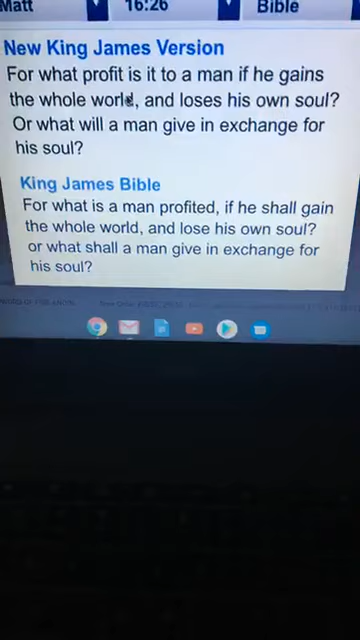 Matt 16:26 Bible
New King James Version
For what profit is it to a man if he gains
the whole world, and loses his own soul?
Or what will a man give in exchange for
his soul?
King James Bible
For what is a man profited, if he shall gain
the whole world, and lose his own soul?
or what shall a man give in exchange for
his soul?